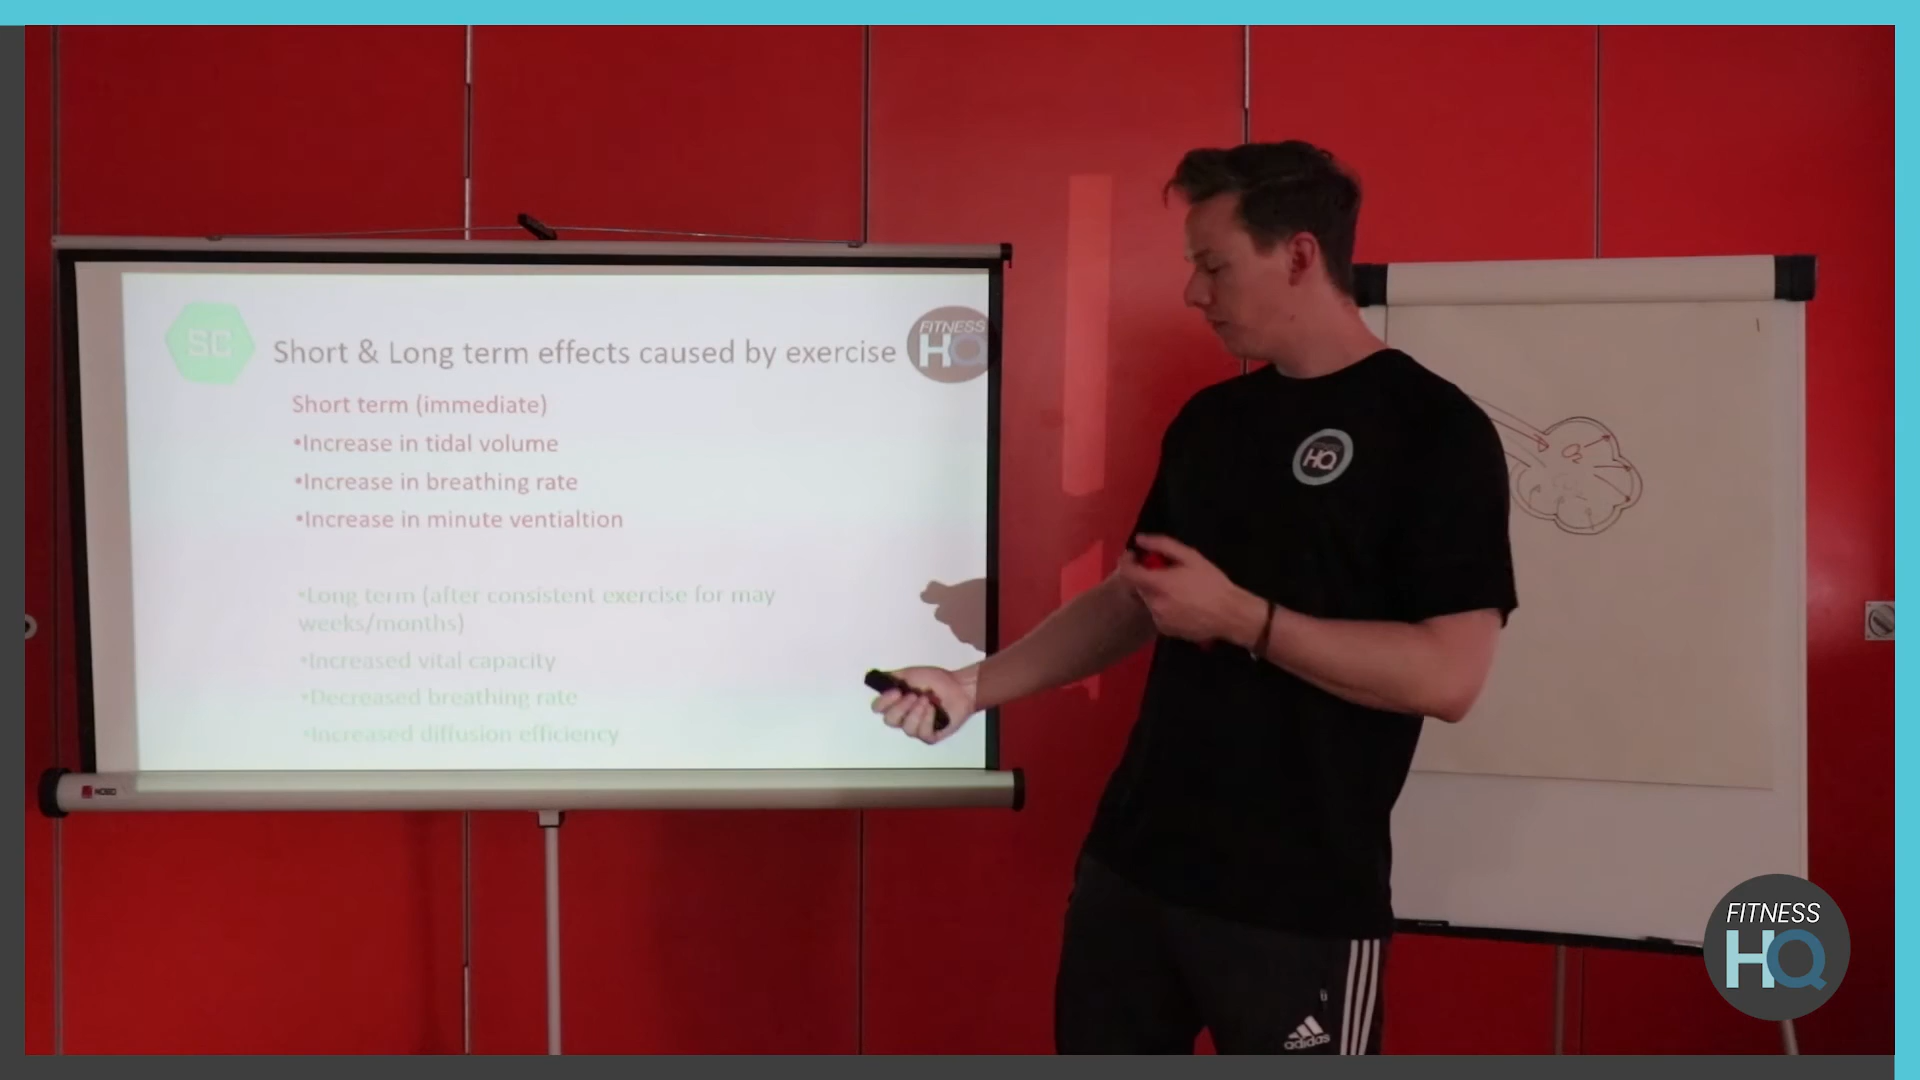 SC
FITNESS
HQ
Short & Long term effects caused by exercise
Short term (immediate)
•Increase in tidal volume
•Increase in breathing rate
•Increase in minute ventialtion
•Long term (after consistent exercise for may
weeks/months)
•Increased vital capacity
•Decreased breathing rate
•Increased diffusion efficiency
NOBO
HQ
O2
adidas
FITNESS
HQ